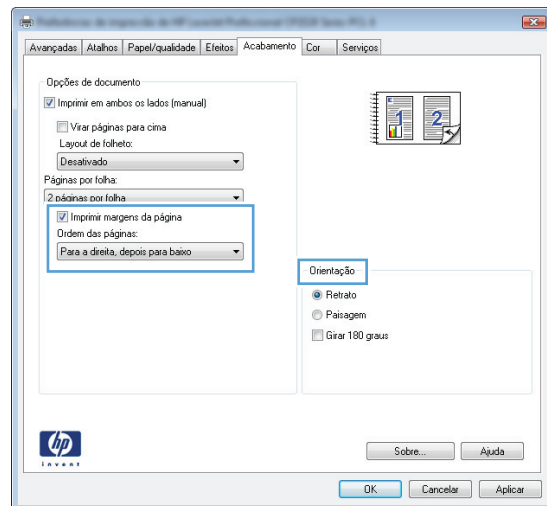 Avançadas Atalhos Papel/qualidade Efeitos Acabamento Cor Serviços
Opções de documento
Imprimir em ambos os lados (manual)
Virar páginas para cima
Layout de folheto:
Desativado
Páginas por folha:
2 páginas por folha
Imprimir margens da página
Ordem das páginas:
Para a direita, depois para baixo
1 2
Orientação
Retrato
Paisagem
Girar 180 graus
hp
invent
Sobre... Ajuda
OK Cancelar Aplicar